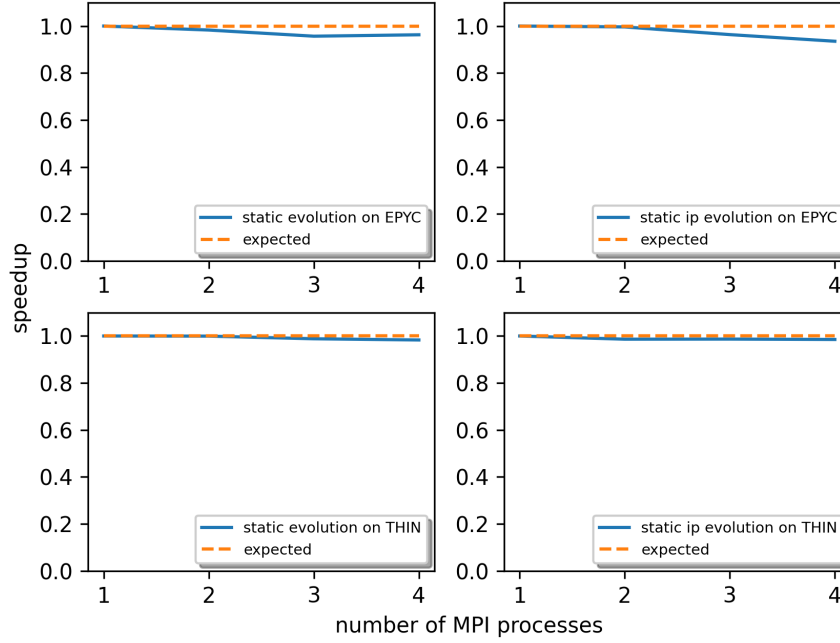 1.0
0.8
0.6
0.4
0.2
0.0
static evolution on EPYC
expected
1 2 3 4
1.0
0.8
0.6
0.4
0.2
0.0
static ip evolution on EPYC
expected
1 2 3 4
speedup
1.0
0.8
0.6
0.4
0.2
0.0
static evolution on THIN
expected
1 2 3 4
1.0
0.8
0.6
0.4
0.2
0.0
static ip evolution on THIN
expected
1 2 3 4
number of MPI processes